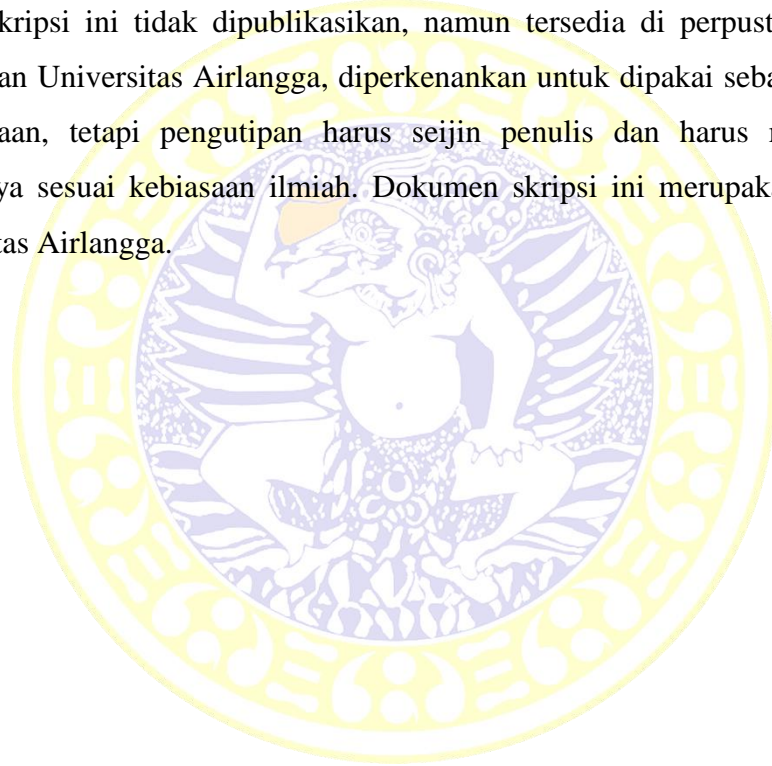 kripsi ini tidak dipublikasikan, namun tersedia di perpust
an Universitas Airlangga, diperkenankan untuk dipakai seba
aan, tetapi pengutipan harus seijin penulis dan harus
ya sesuai kebiasaan ilmiah. Dokumen skripsi ini merupaka
tas Airlangga.